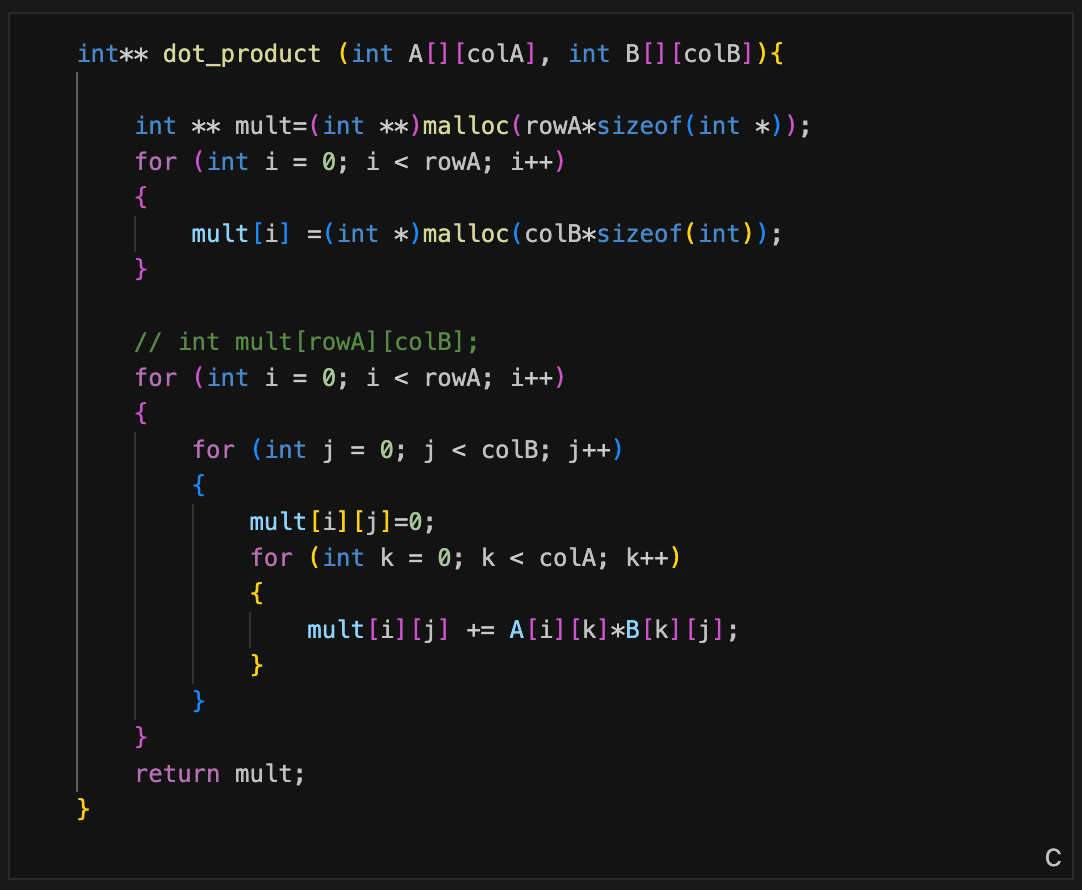 int** dot_product (int A[][colA], int B[][colB]){
int ** mult=(int **)malloc(rowA*sizeof(int *));
for (int i = 0; i < rowA; i++)
{
mult[i] =(int *)malloc(colB*sizeof(int));
}
// int mult[rowA][colB];
for (int i = 0; i < rowA; i++)
{
for (int j = 0; j < colB; j++)
{
mult[i][j]=0;
for (int k = 0; k < colA; k++)
{
mult[i][j] += A[i][k]*B[k][j];
}
}
}
return mult;
}
C